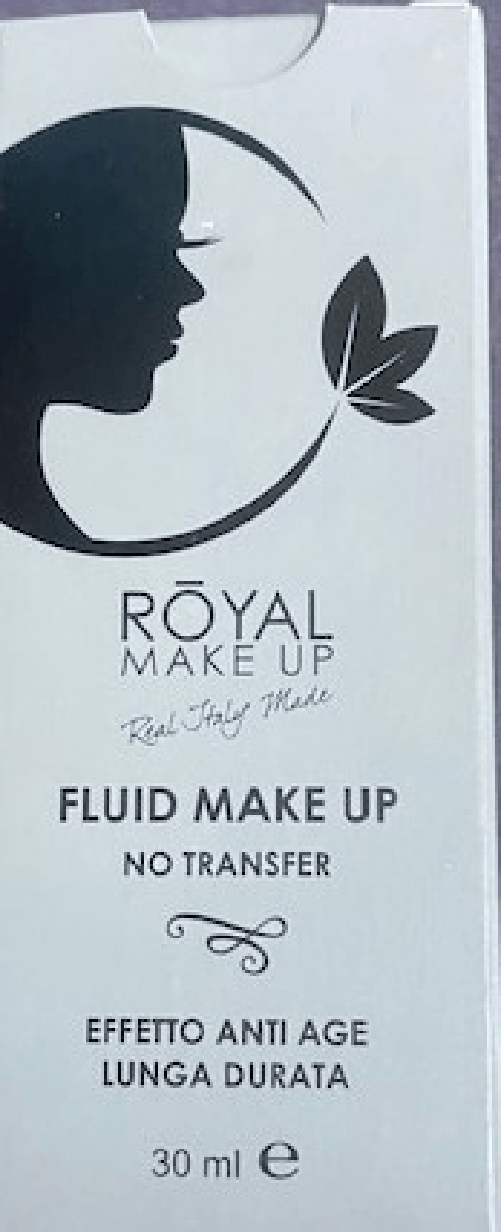 RŌYAL
MAKE UP
Real Italy Made
FLUID MAKE UP
NO TRANSFER
EFFETTO ANTI AGE
LUNGA DURATA
30 ml ℮